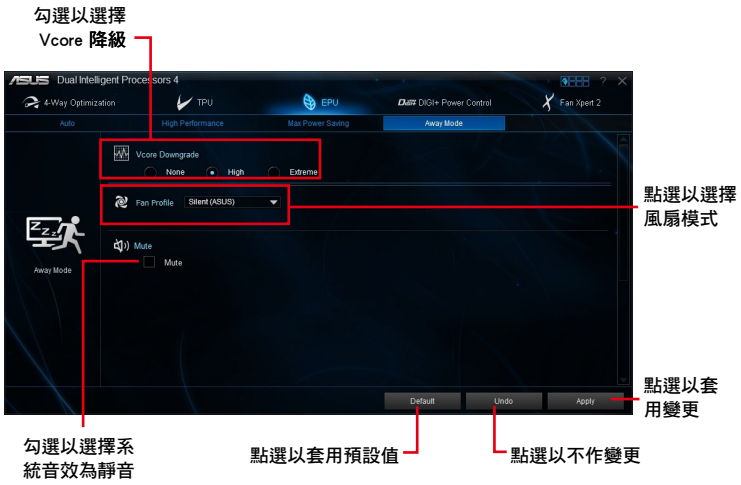 勾選以選擇
Vcore 降級
ASUS Dual Intelligent Processors 4
?
4-Way Optimization
TPU
EPU
DIGI+ Power Control
Fan Xpert 2
Auto
High Performance
Max Power Saving
Away Mode
Vcore Downgrade
None
High
Extreme
Fan Profile
Silent (ASUS)
點選以選擇
風扇模式
Zzz
Mute
Mute
Away Mode
Default
Undo
Apply
點選以套
用變更
勾選以選擇系
統音效為靜音
點選以套用預設值
點選以不作變更